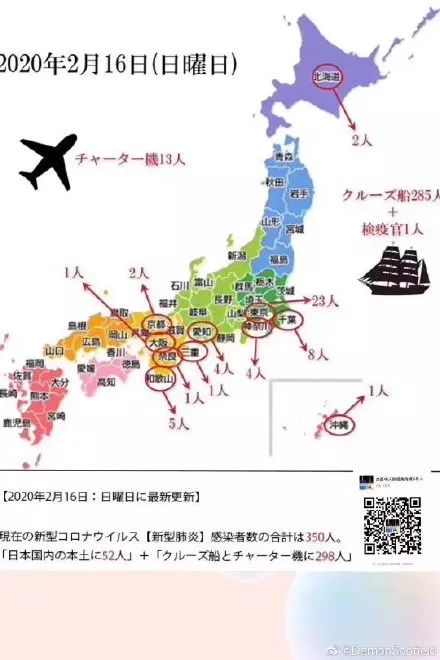 2020年2月16日(日曜日)
北海道
2人
チャーター機13人
青森
秋田
岩手
クルーズ船285人
+
検疫官1人
山形
宮城
新潟
福島
1人
2人
石川
富山
群馬
栃木
茨城
福井
長野
埼玉
23人
鳥取
京都
岐阜
山梨
東京
島根
岡山
兵庫
滋賀
愛知
静岡
神奈川
千葉
山口
広島
大阪
三重
香川
奈良
福岡
愛媛
徳島
和歌山
4人
4人
8人
佐賀
大分
高知
1人
1人
長崎
熊本
5人
1人
宮崎
鹿児島
沖縄
【2020年2月16日：日曜日に最新更新】
現在の新型コロナウイルス【新型肺炎】感染者数の合計は350人。
「日本国内の本土に52人」＋「クルーズ船とチャーター機に298人」
@DemonScofield